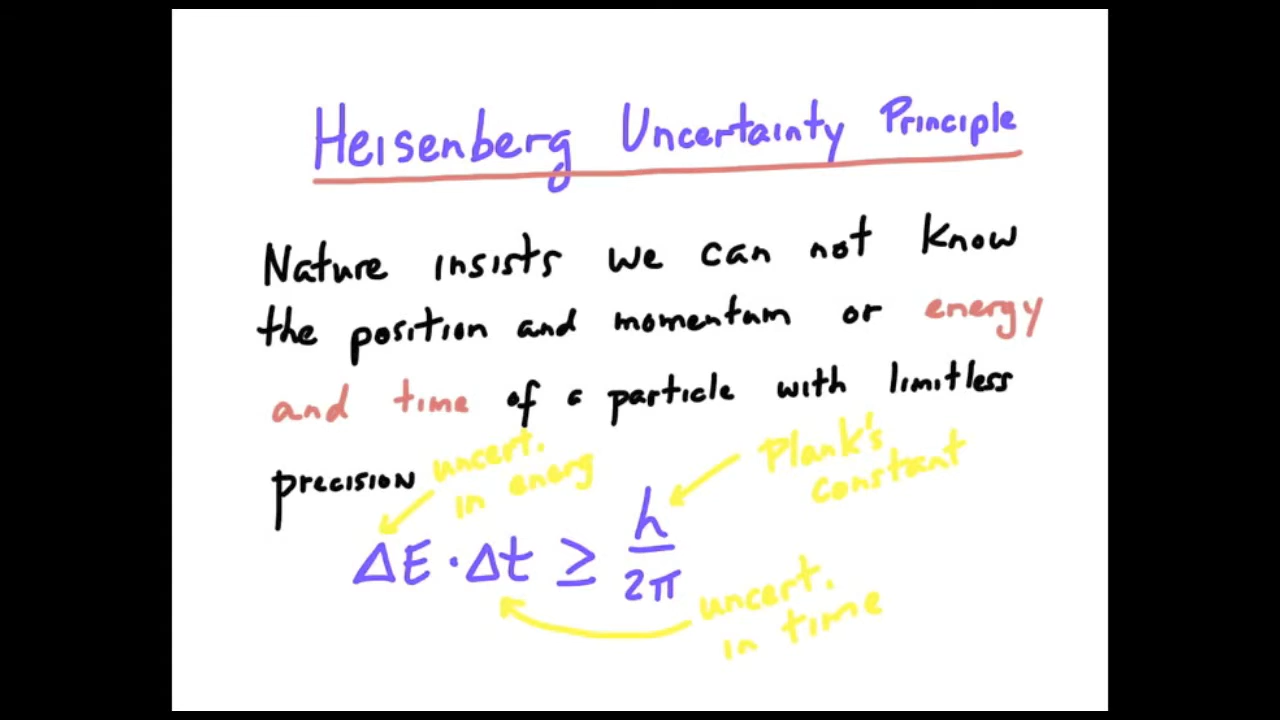 Heisenberg Uncertainty Principle
Nature insists we can not know
the position and momentum or energy
and time of a particle with limitless
precision
uncert.
in energ
Plank's
constant
ΔE · Δt ≥ h/2π
uncert.
in time